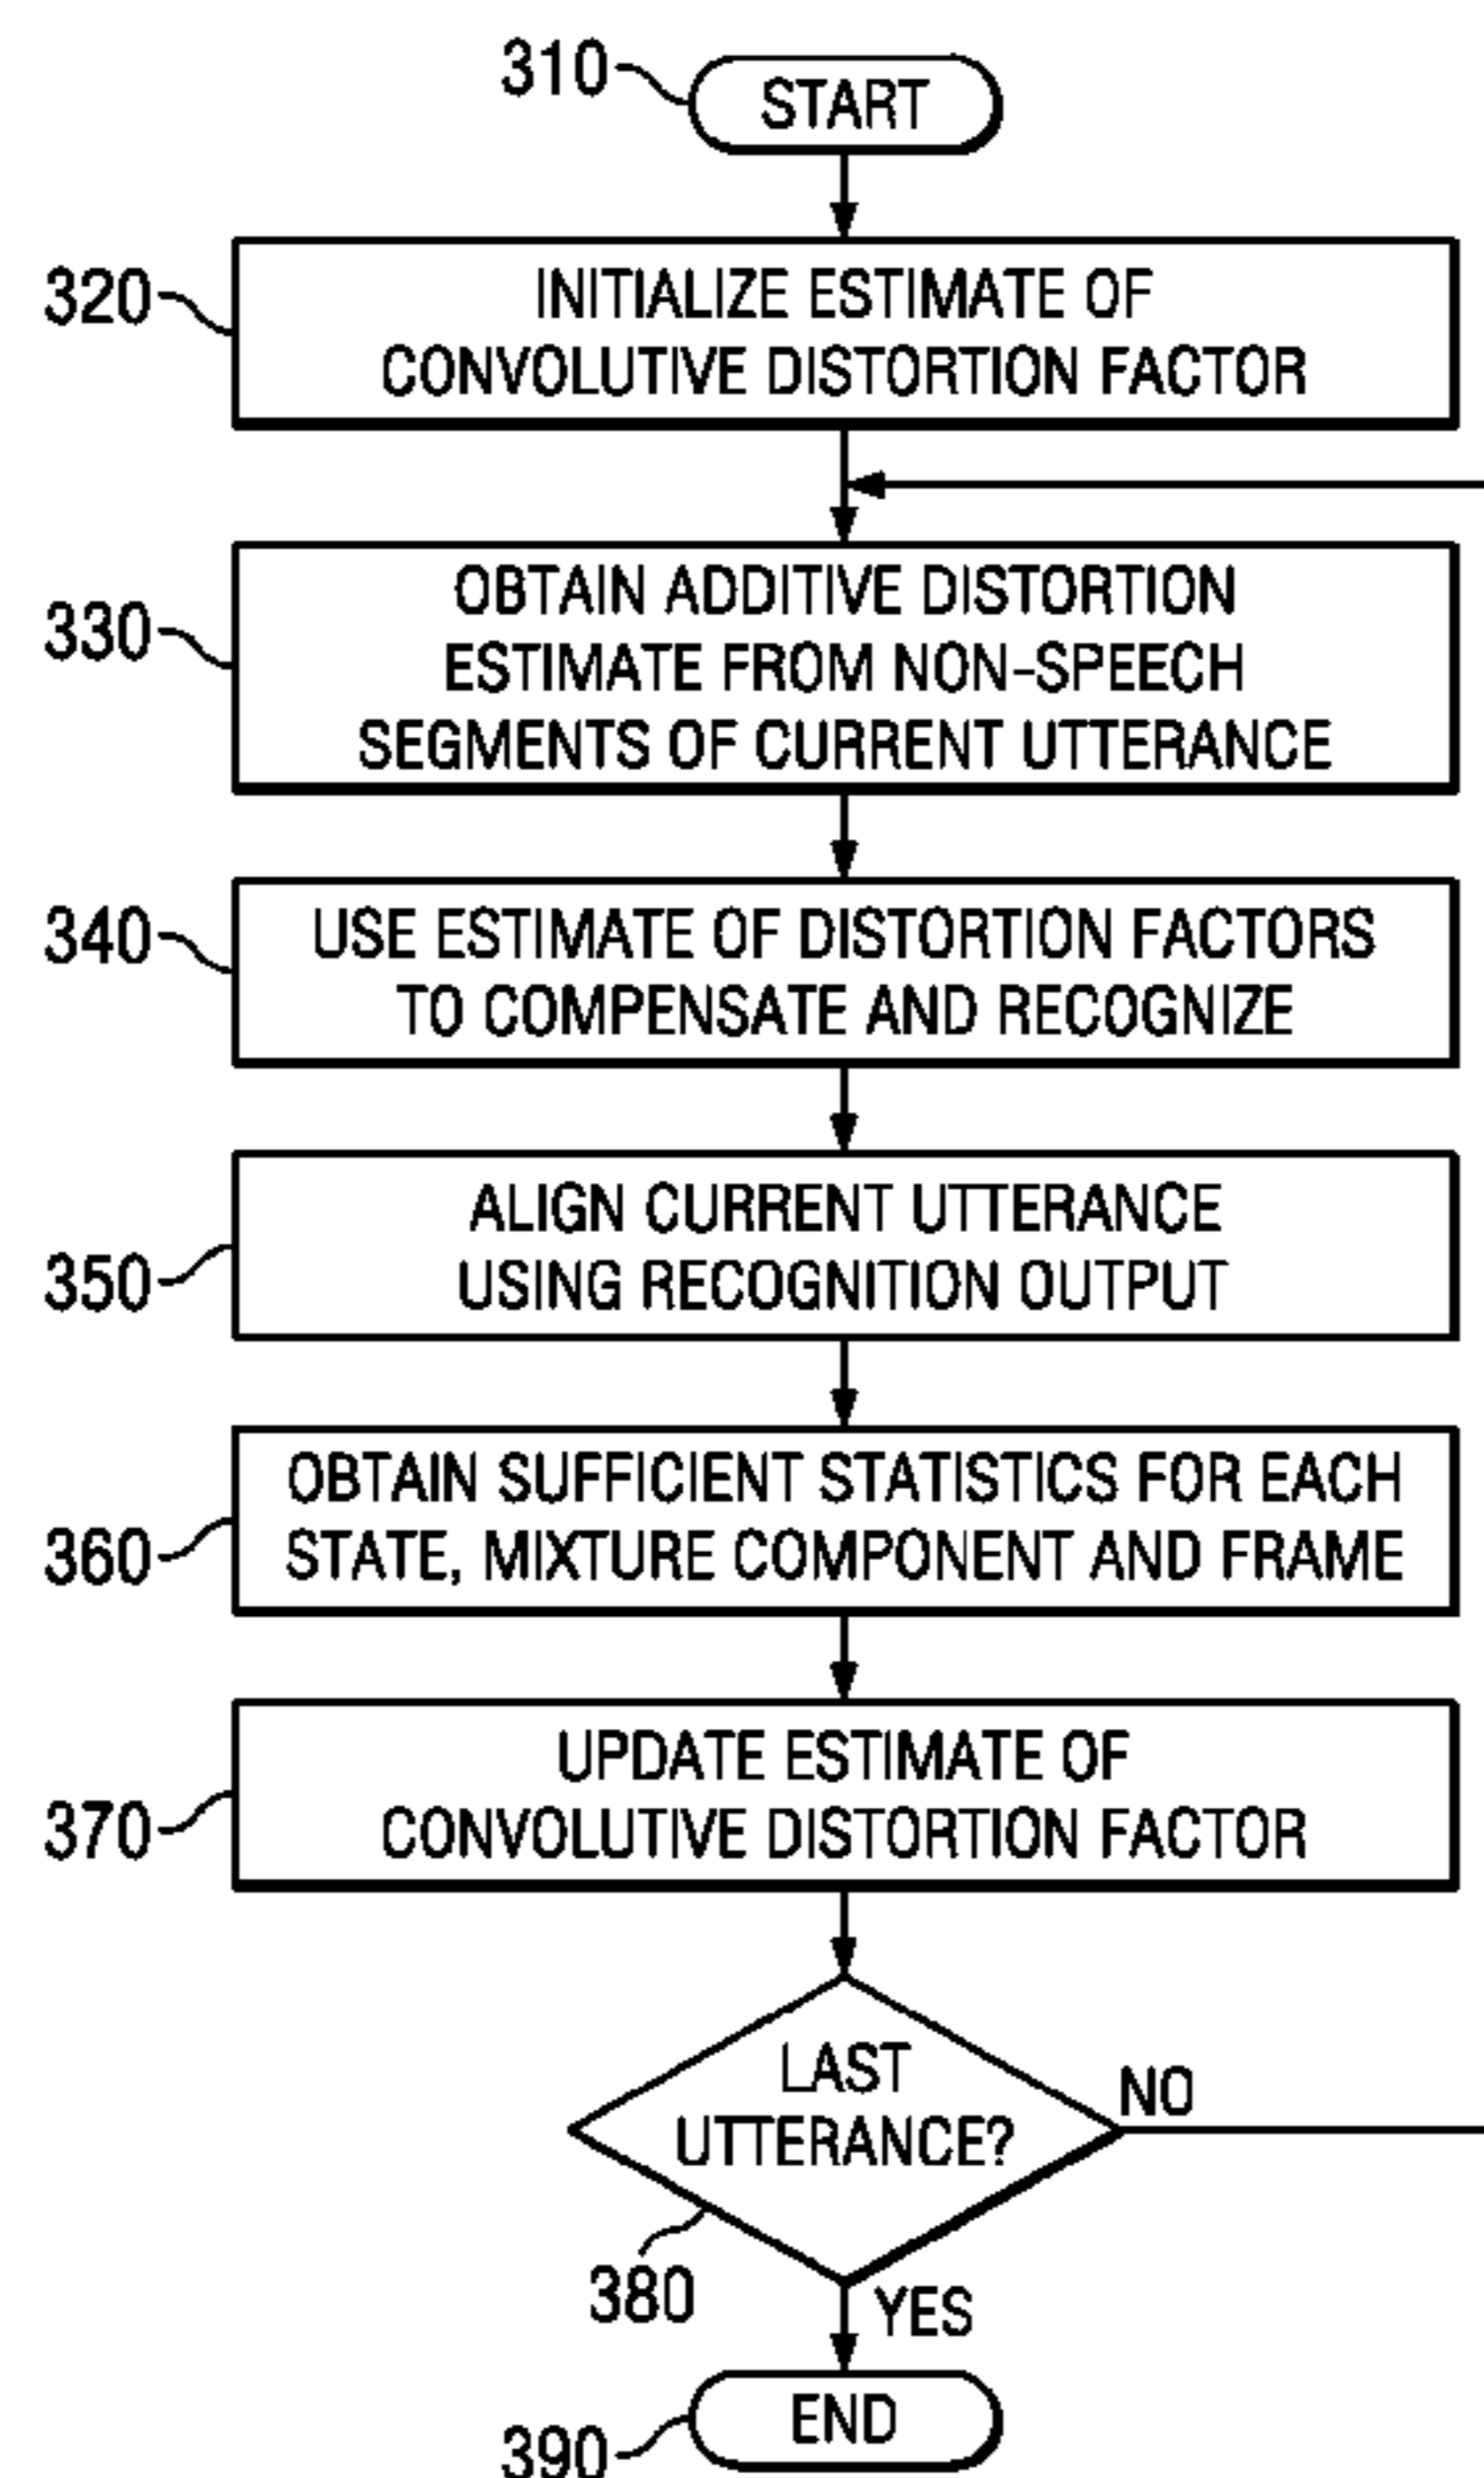 310
START
320
INITIALIZE ESTIMATE OF
CONVOLUTIVE DISTORTION FACTOR
330
OBTAIN ADDITIVE DISTORTION
ESTIMATE FROM NON-SPEECH
SEGMENTS OF CURRENT UTTERANCE
340
USE ESTIMATE OF DISTORTION FACTORS
TO COMPENSATE AND RECOGNIZE
350
ALIGN CURRENT UTTERANCE
USING RECOGNITION OUTPUT
360
OBTAIN SUFFICIENT STATISTICS FOR EACH
STATE, MIXTURE COMPONENT AND FRAME
370
UPDATE ESTIMATE OF
CONVOLUTIVE DISTORTION FACTOR
LAST
UTTERANCE?
NO
380
YES
END
390